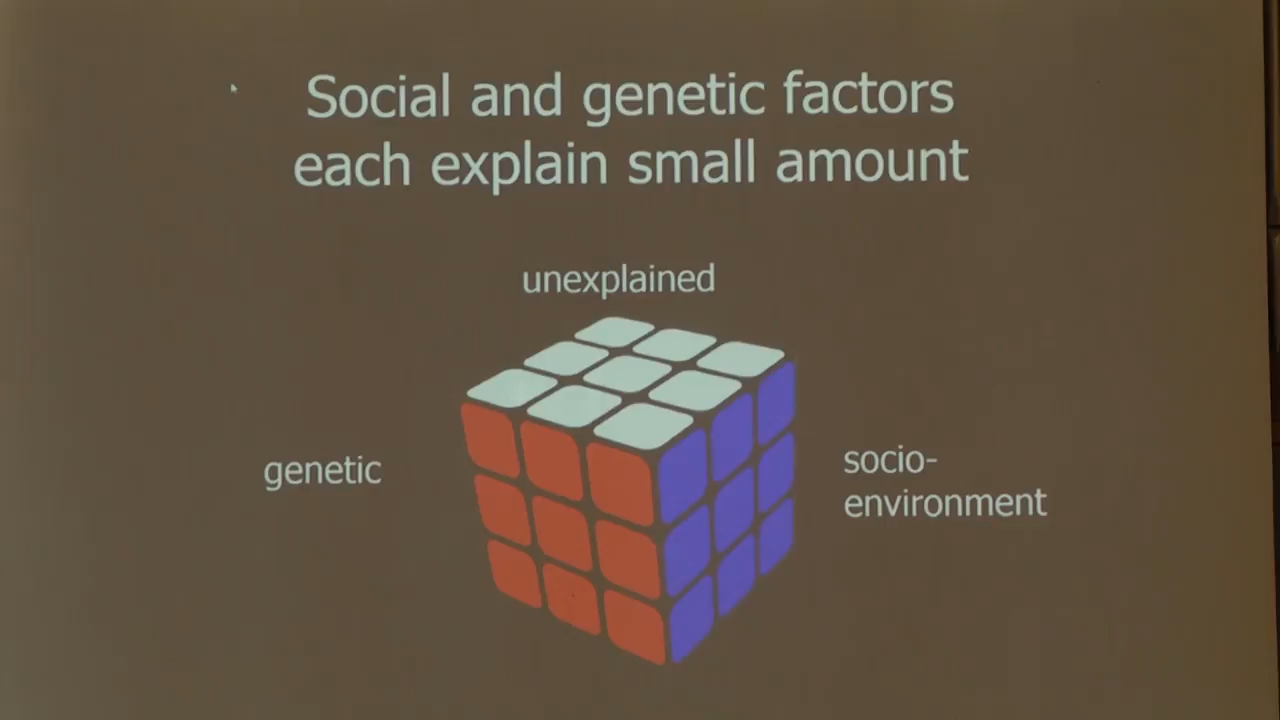 Social and genetic factors
each explain small amount
unexplained
genetic
socio-
environment